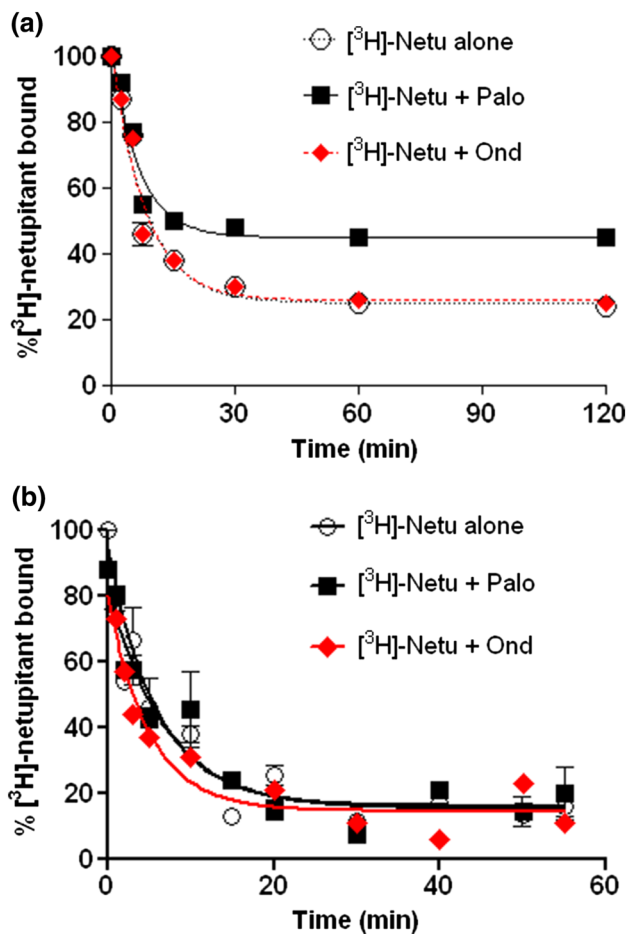 (a)
[³H]-Netu alone
[³H]-Netu + Palo
[³H]-Netu + Ond
%[³H]-netupitant bound
100
80
60
40
20
0
0 30 60 90 120
Time (min)
(b)
[³H]-Netu alone
[³H]-Netu + Palo
[³H]-Netu + Ond
% [³H]-netupitant bound
100
80
60
40
20
0
0 20 40 60
Time (min)